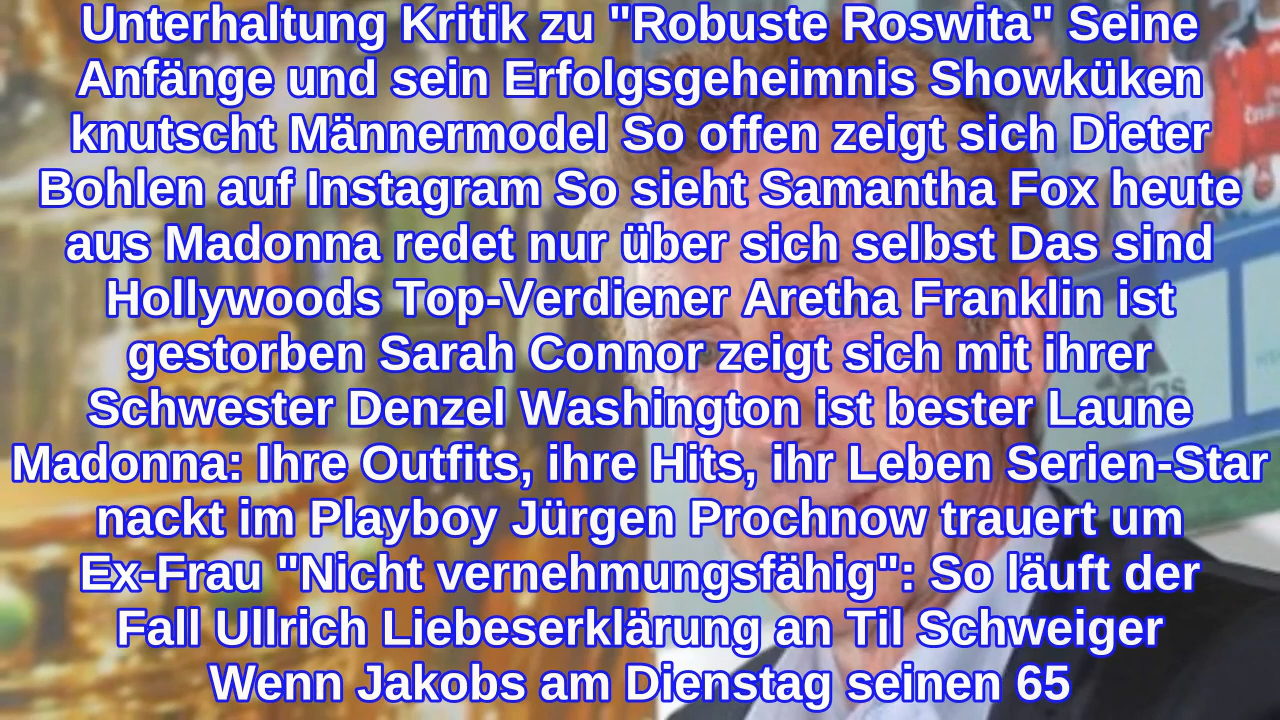 Unterhaltung Kritik zu "Robuste Roswita" Seine
Anfänge und sein Erfolgsgeheimnis Showküken
knutscht Männermodel So offen zeigt sich Dieter
Bohlen auf Instagram So sieht Samantha Fox heute
aus Madonna redet nur über sich selbst Das sind
Hollywoods Top-Verdiener Aretha Franklin ist
gestorben Sarah Connor zeigt sich mit ihrer
Schwester Denzel Washington ist bester Laune
Madonna: Ihre Outfits, ihre Hits, ihr Leben Serien-Star
nackt im Playboy Jürgen Prochnow trauert um
Ex-Frau "Nicht vernehmungsfähig": So läuft der
Fall Ullrich Liebeserklärung an Til Schweiger
Wenn Jakobs am Dienstag seinen 65